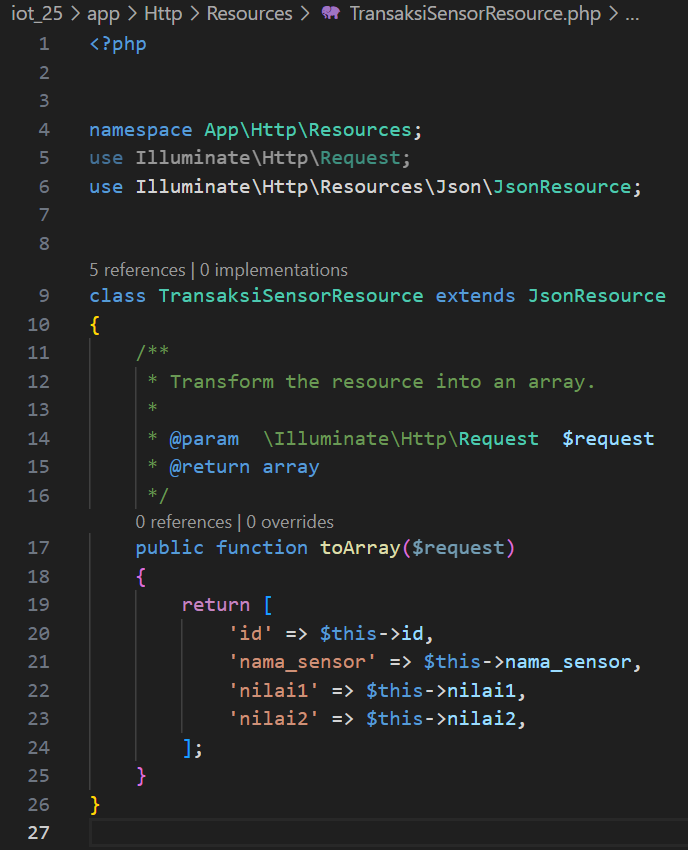 iot_25 > app > Http > Resources > TransaksiSensorResource.php > ...
1 <?php
2
3
4 namespace App\Http\Resources;
5 use Illuminate\Http\Request;
6 use Illuminate\Http\Resources\Json\JsonResource;
7
8
5 references | 0 implementations
9 class TransaksiSensorResource extends JsonResource
10 {
11     /**
12      * Transform the resource into an array.
13      *
14      * @param  \Illuminate\Http\Request  $request
15      * @return array
16      */
0 references | 0 overrides
17     public function toArray($request)
18     {
19         return [
20             'id' => $this->id,
21             'nama_sensor' => $this->nama_sensor,
22             'nilai1' => $this->nilai1,
23             'nilai2' => $this->nilai2,
24         ];
25     }
26 }
27